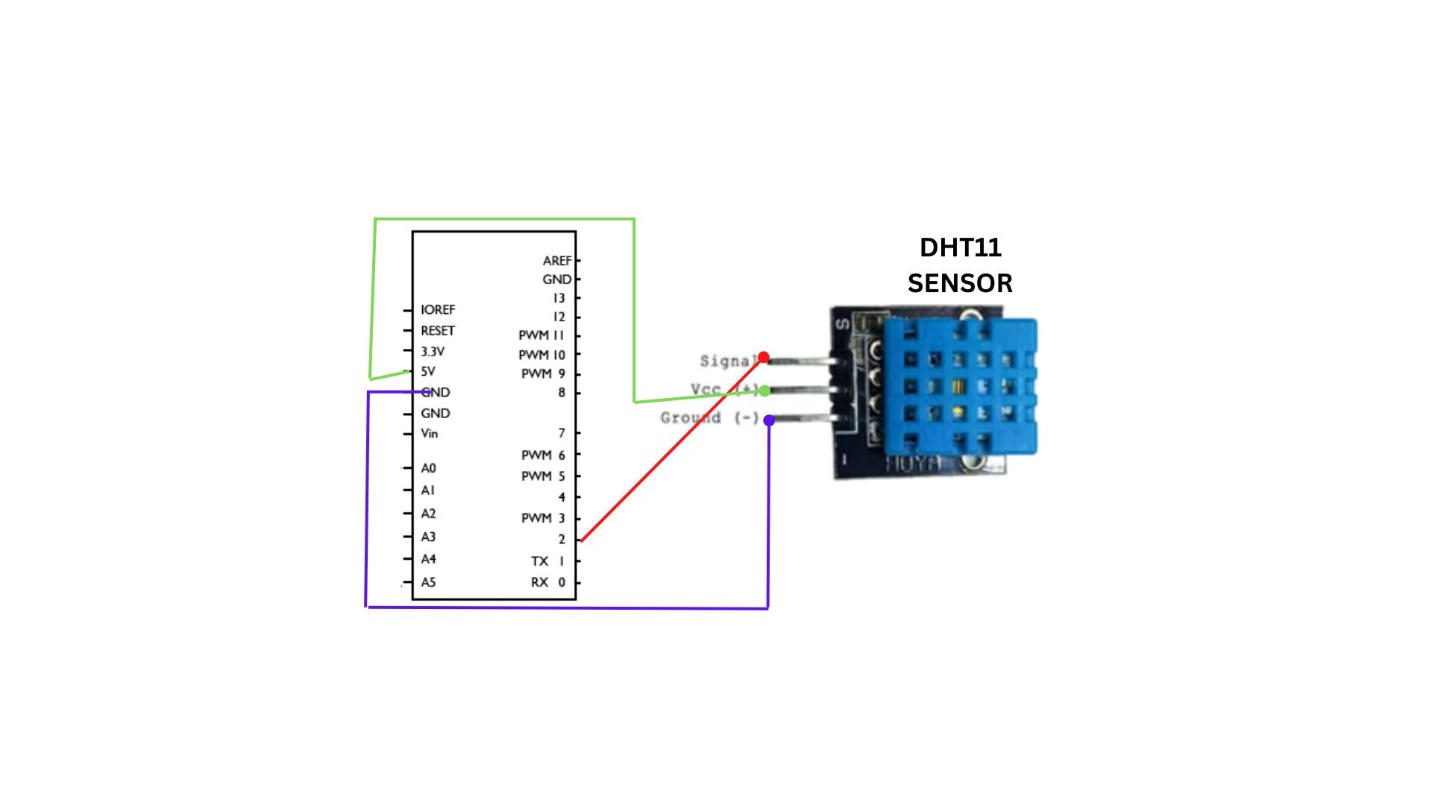 DHT11
SENSOR
AREF
GND
13
12
PWM 11
PWM 10
PWM 9
8
7
PWM 6
PWM 5
4
PWM 3
2
TX 1
RX 0
IOREF
RESET
3.3V
5V
GND
GND
Vin
A0
A1
A2
A3
A4
A5
Signal
Vcc (+)
Ground (-)
S
-